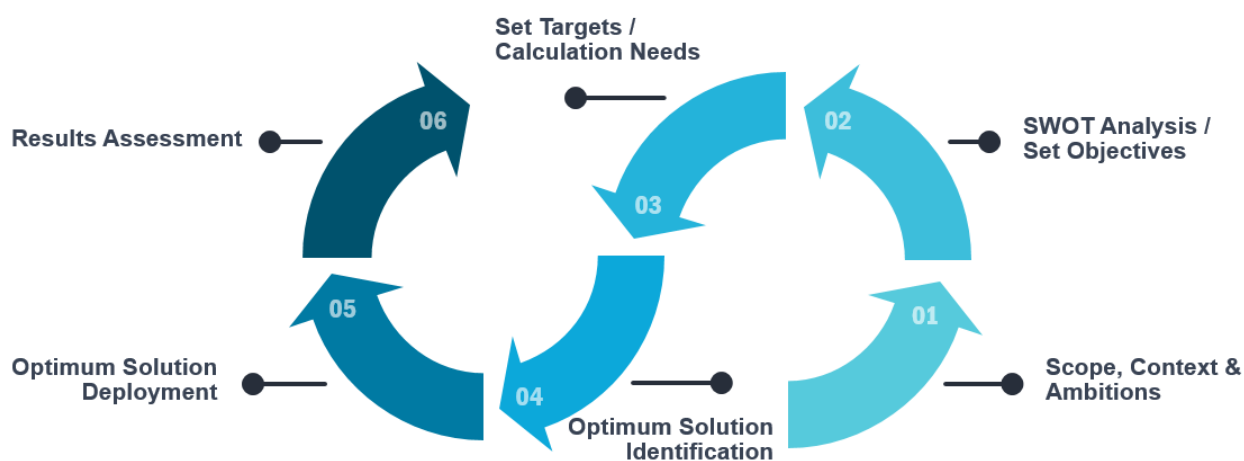 Set Targets /
Calculation Needs
06
02
Results Assessment
SWOT Analysis /
Set Objectives
03
05
01
Optimum Solution
Deployment
04
Scope, Context &
Ambitions
Optimum Solution
Identification